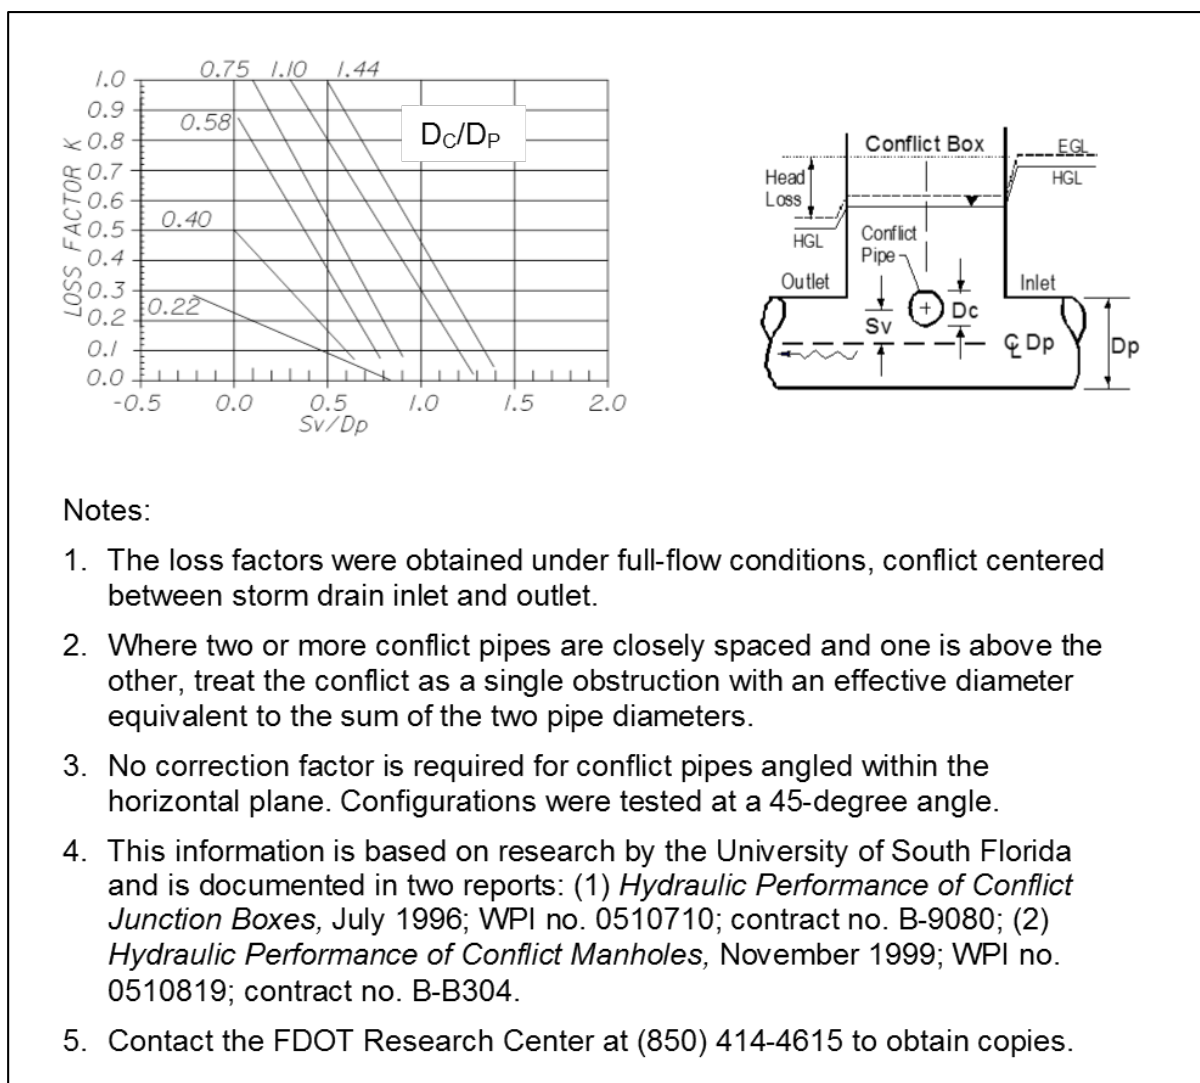 0.75 1.10 1.44
1.0
0.9
0.58
DC/DP
0.8
0.7
0.6
0.40
0.5
0.4
0.3
0.22
0.2
0.1
0.0
LOSS FACTOR K
-0.5 0.0 0.5 1.0 1.5 2.0
Sv/Dp
Conflict Box
EGL
HGL
Head
Loss
HGL
Conflict
Pipe
Outlet
Inlet
+
Dc
Sv
℄ Dp
Dp
Notes:
1. The loss factors were obtained under full-flow conditions, conflict centered
between storm drain inlet and outlet.
2. Where two or more conflict pipes are closely spaced and one is above the
other, treat the conflict as a single obstruction with an effective diameter
equivalent to the sum of the two pipe diameters.
3. No correction factor is required for conflict pipes angled within the
horizontal plane. Configurations were tested at a 45-degree angle.
4. This information is based on research by the University of South Florida
and is documented in two reports: (1) Hydraulic Performance of Conflict
Junction Boxes, July 1996; WPI no. 0510710; contract no. B-9080; (2)
Hydraulic Performance of Conflict Manholes, November 1999; WPI no.
0510819; contract no. B-B304.
5. Contact the FDOT Research Center at (850) 414-4615 to obtain copies.